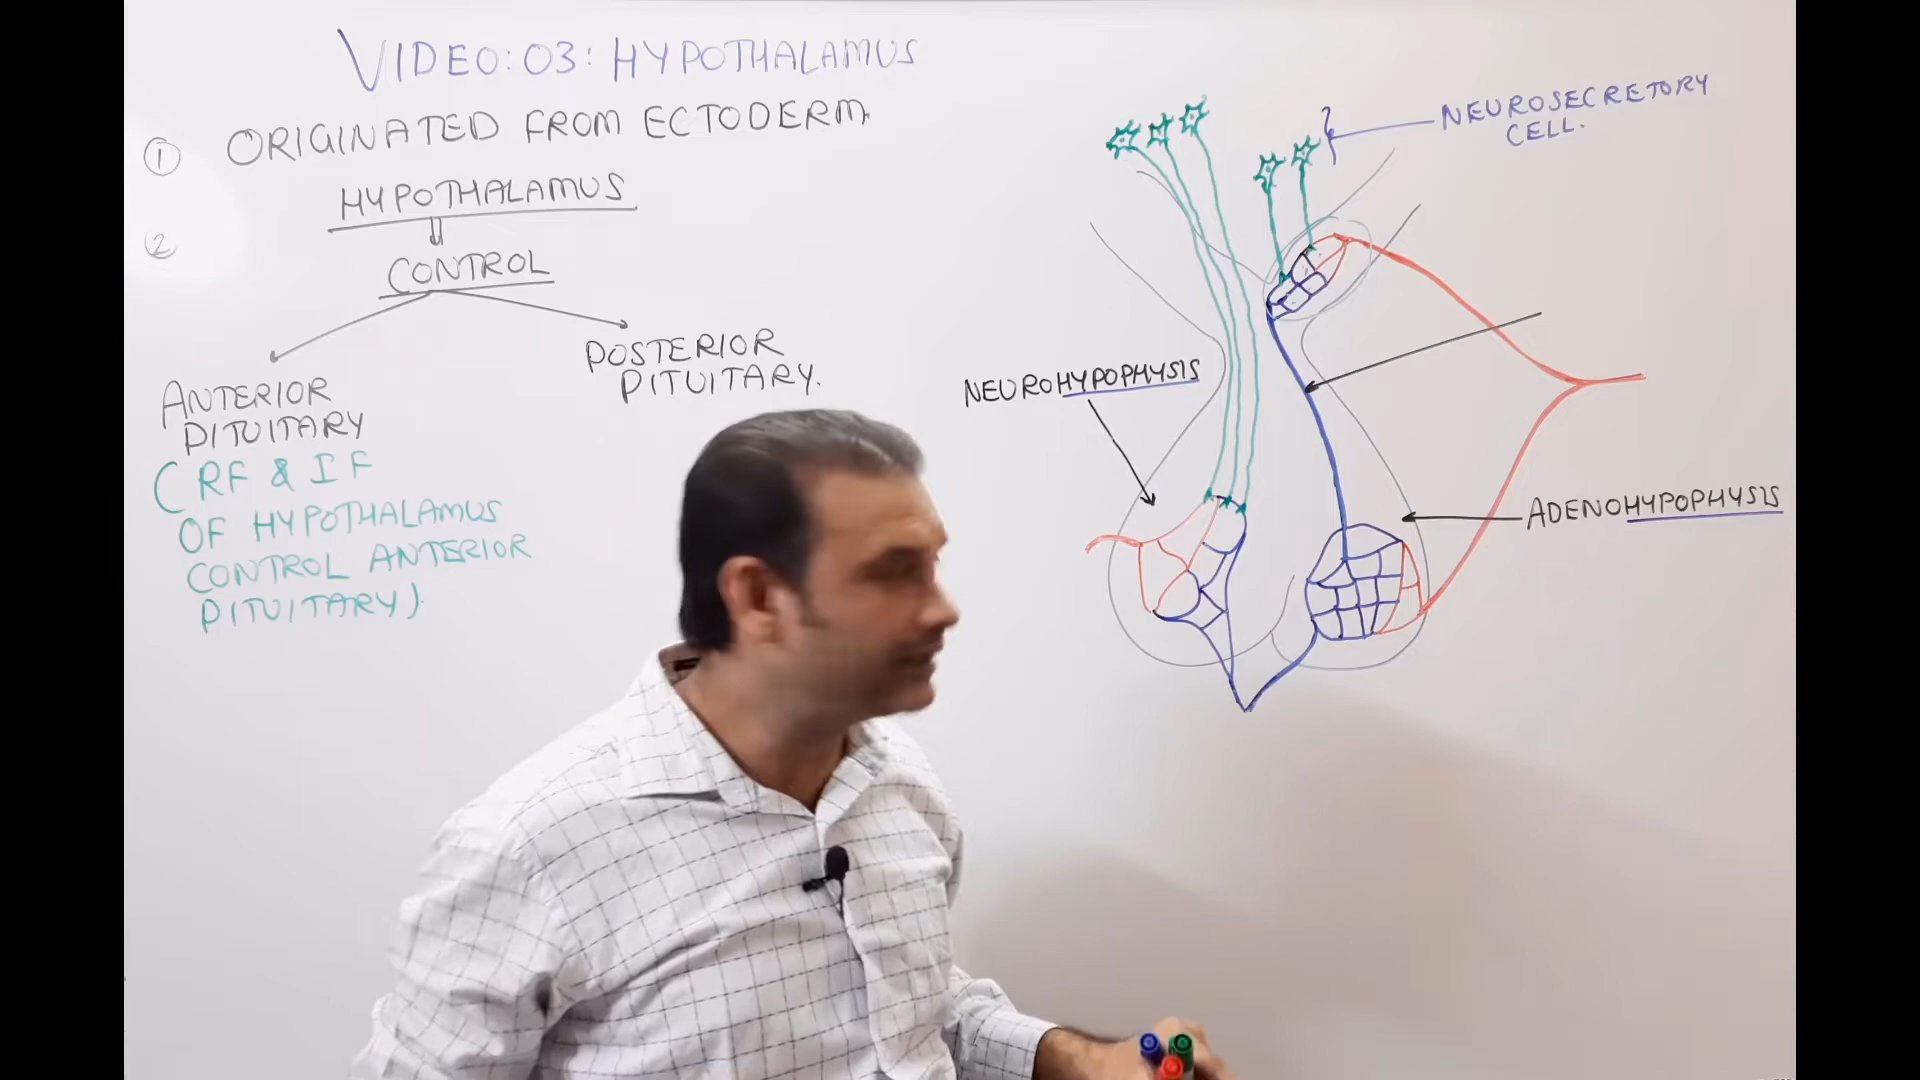 VIDEO:03: HYPOTHALAMUS
① ORIGINATED FROM ECTODERM.
HYPOTHALAMUS
②
CONTROL
ANTERIOR
PITUITARY
POSTERIOR
PITUITARY.
( RF & IF
OF HYPOTHALAMUS
CONTROL ANTERIOR
PITUITARY).
NEUROSECRETORY
CELL.
NEUROHYPOPHYSIS
ADENOHYPOPHYSIS